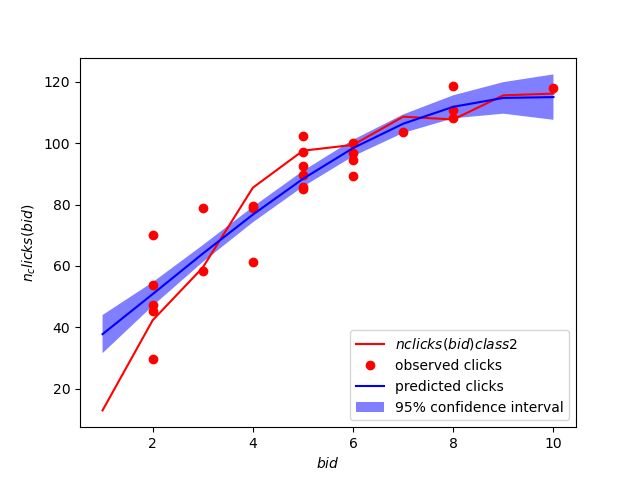 120
100
80
60
40
20
n_clicks(bid)
nclicks(bid)class2
observed clicks
predicted clicks
95% confidence interval
2
4
6
8
10
bid